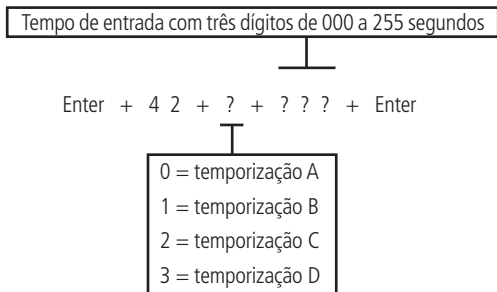 Tempo de entrada com três dígitos de 000 a 255 segundos
Enter + 4 2 + ? + ? ? ? + Enter
0 = temporização A
1 = temporização B
2 = temporização C
3 = temporização D